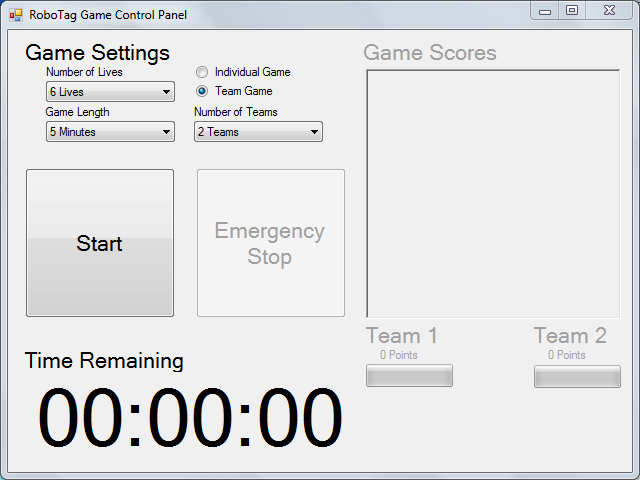 RoboTag Game Control Panel
Game Settings
Number of Lives
6 Lives
Individual Game
Team Game
Game Length
5 Minutes
Number of Teams
2 Teams
Start
Emergency
Stop
Time Remaining
00:00:00
Game Scores
Team 1
0 Points
Team 2
0 Points